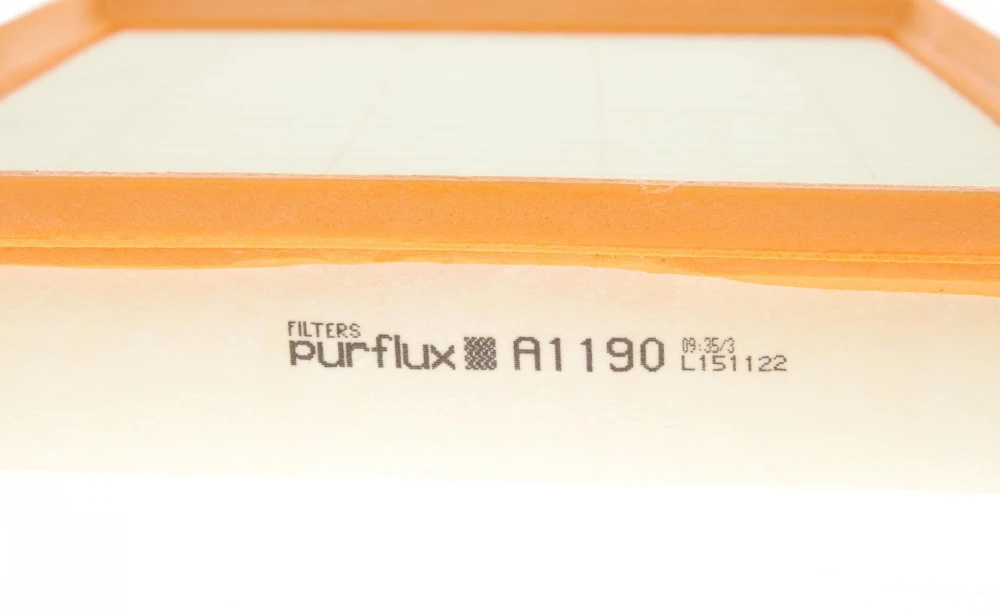 FILTERS
purflux A1190
09:35/3
L151122